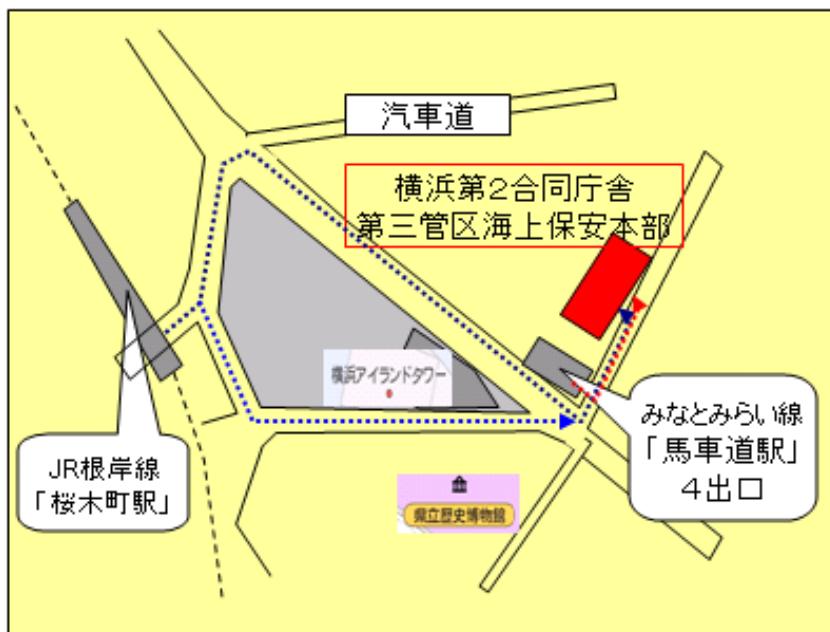 汽車道
横浜第2合同庁舎
第三管区海上保安本部
横浜アイランドタワー
みなとみらい線
「馬車道駅」
4出口
JR根岸線
「桜木町駅」
県立歴史博物館